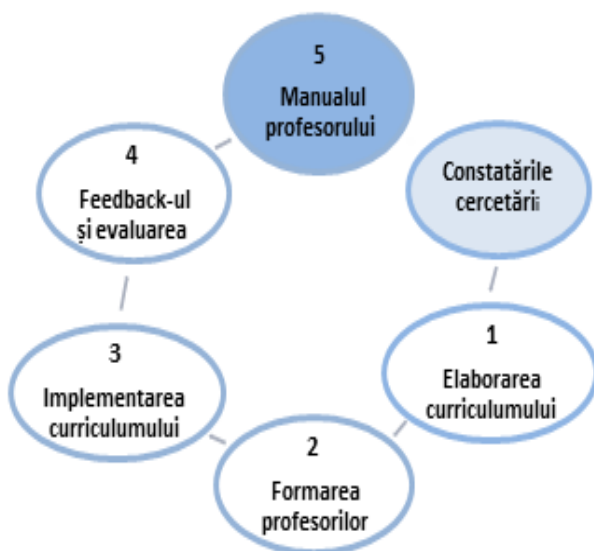 5
Manualul
profesorului
Constatările
cercetării
1
Elaborarea
curriculumului
2
Formarea
profesorilor
3
Implementarea
curriculumului
4
Feedback-ul
și evaluarea